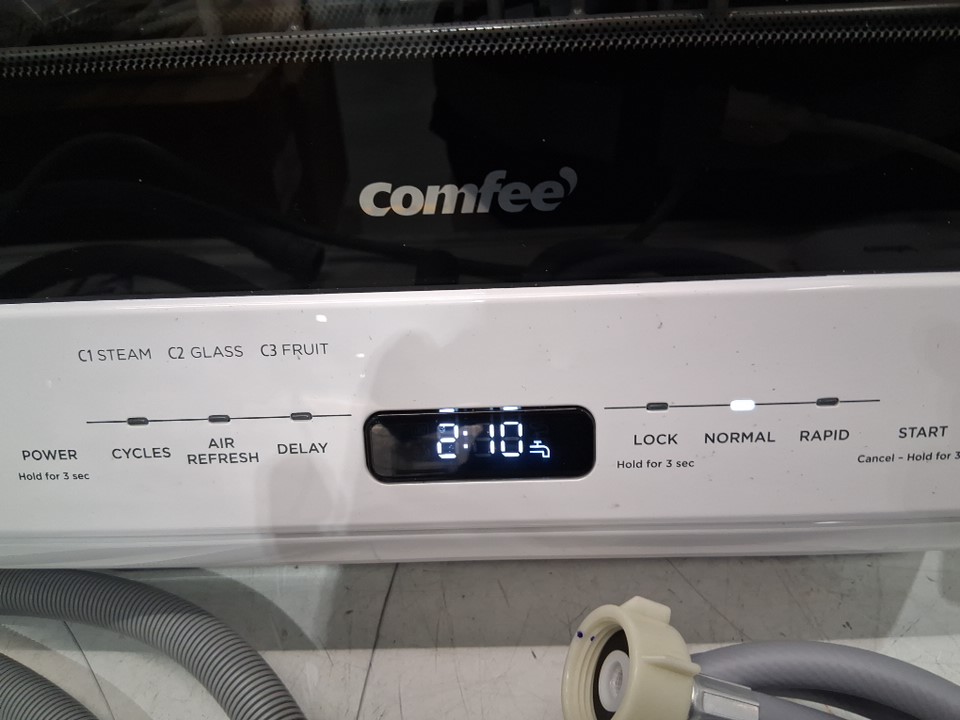 comfee'
C1 STEAM C2 GLASS C3 FRUIT
POWER
Hold for 3 sec
CYCLES
AIR
REFRESH
DELAY
2:10
LOCK
Hold for 3 sec
NORMAL
RAPID
START
Cancel - Hold for 3